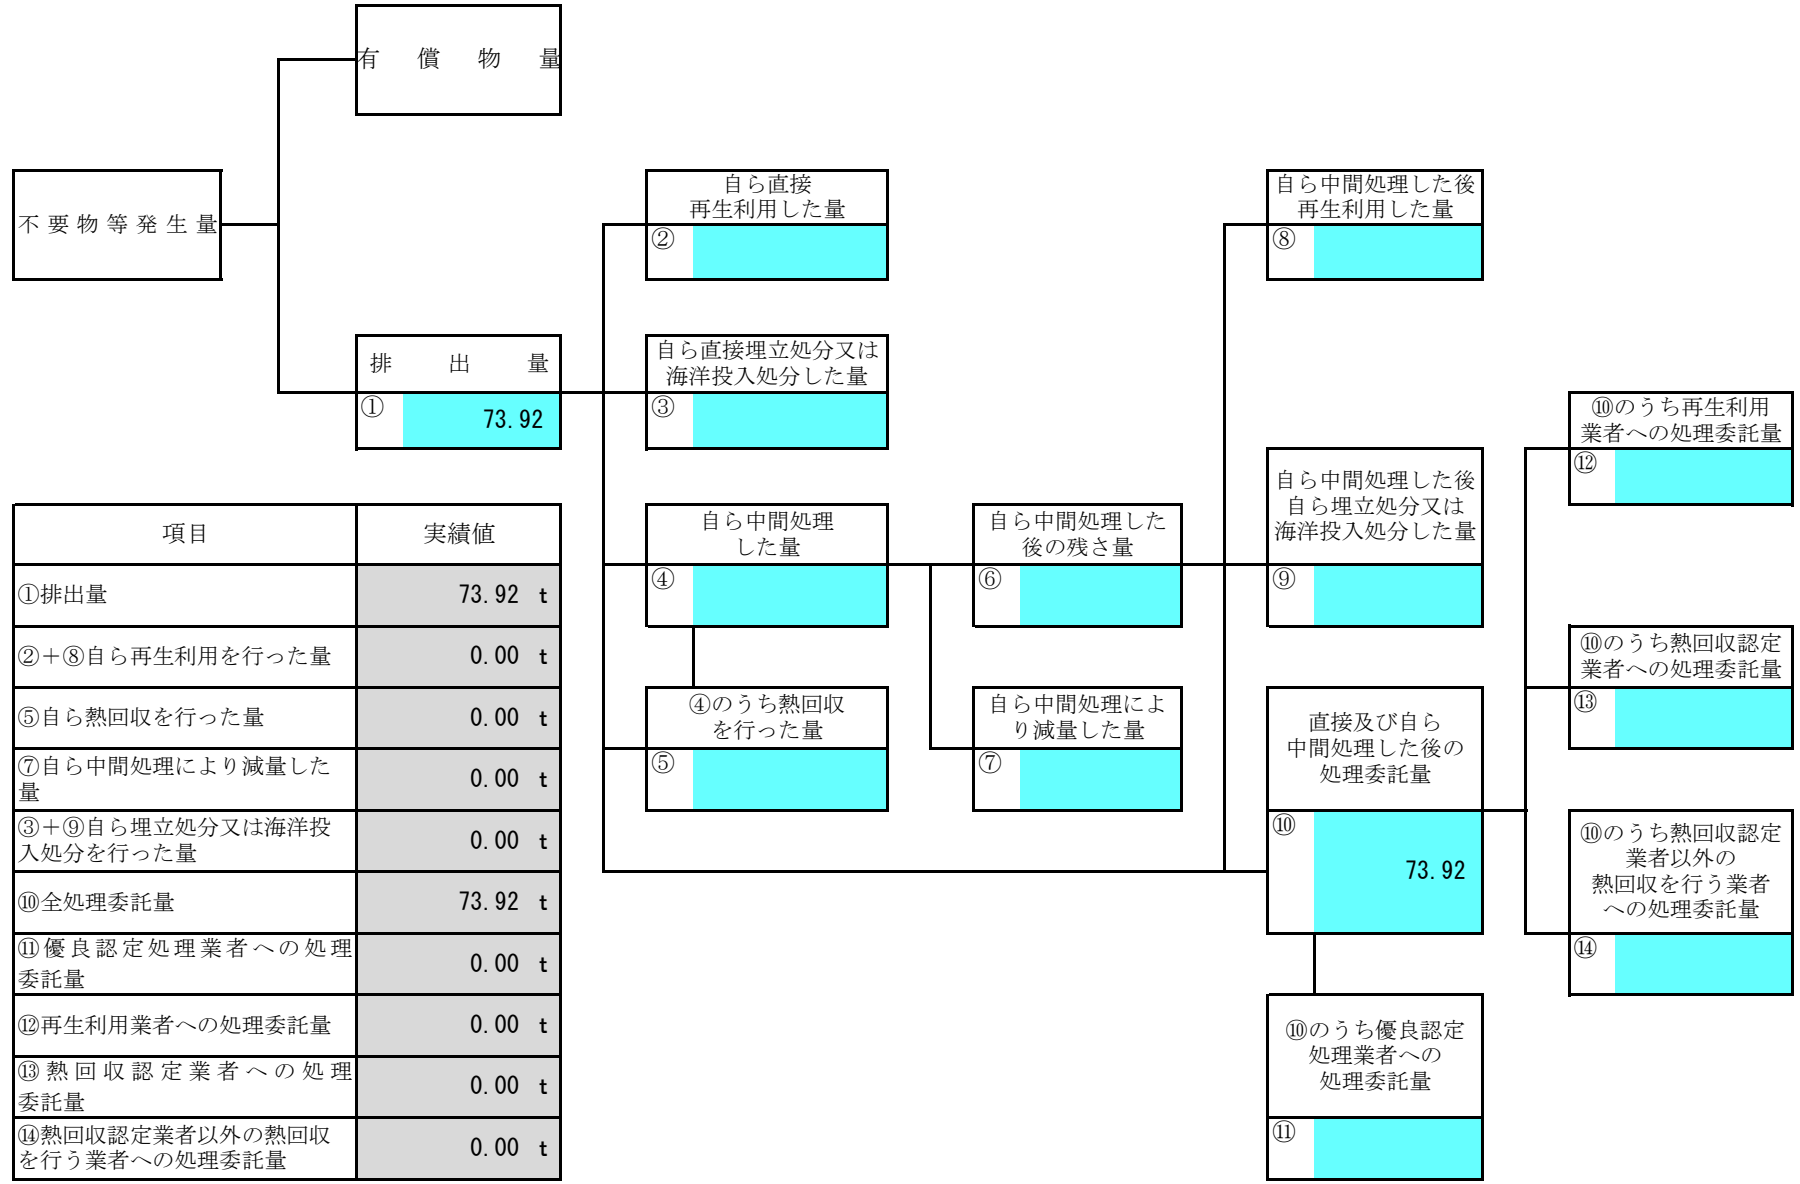 有償物量
不要物等発生量
自ら直接
再生利用した量
②
自ら中間処理した後
再生利用した量
⑧
排出量
① 73.92
自ら直接埋立処分又は
海洋投入処分した量
③
⑩のうち再生利用
業者への処理委託量
⑫
自ら中間処理
した量
④
自ら中間処理した
後の残さ量
⑥
自ら中間処理した後
自ら埋立処分又は
海洋投入処分した量
⑨
④のうち熱回収
を行った量
⑤
自ら中間処理によ
り減量した量
⑦
直接及び自ら
中間処理した後の
処理委託量
⑩ 73.92
⑩のうち熱回収認定
業者への処理委託量
⑬
⑩のうち熱回収認定
業者以外の
熱回収を行う業者
への処理委託量
⑭
⑩のうち優良認定
処理業者への
処理委託量
⑪
項目 実績値
①排出量 73.92 t
②+⑧自ら再生利用を行った量 0.00 t
⑤自ら熱回収を行った量 0.00 t
⑦自ら中間処理により減量した
量 0.00 t
③+⑨自ら埋立処分又は海洋投
入処分を行った量 0.00 t
⑩全処理委託量 73.92 t
⑪優良認定処理業者への処理
委託量 0.00 t
⑫再生利用業者への処理委託量 0.00 t
⑬熱回収認定業者への処理
委託量 0.00 t
⑭熱回収認定業者以外の熱回収
を行う業者への処理委託量 0.00 t